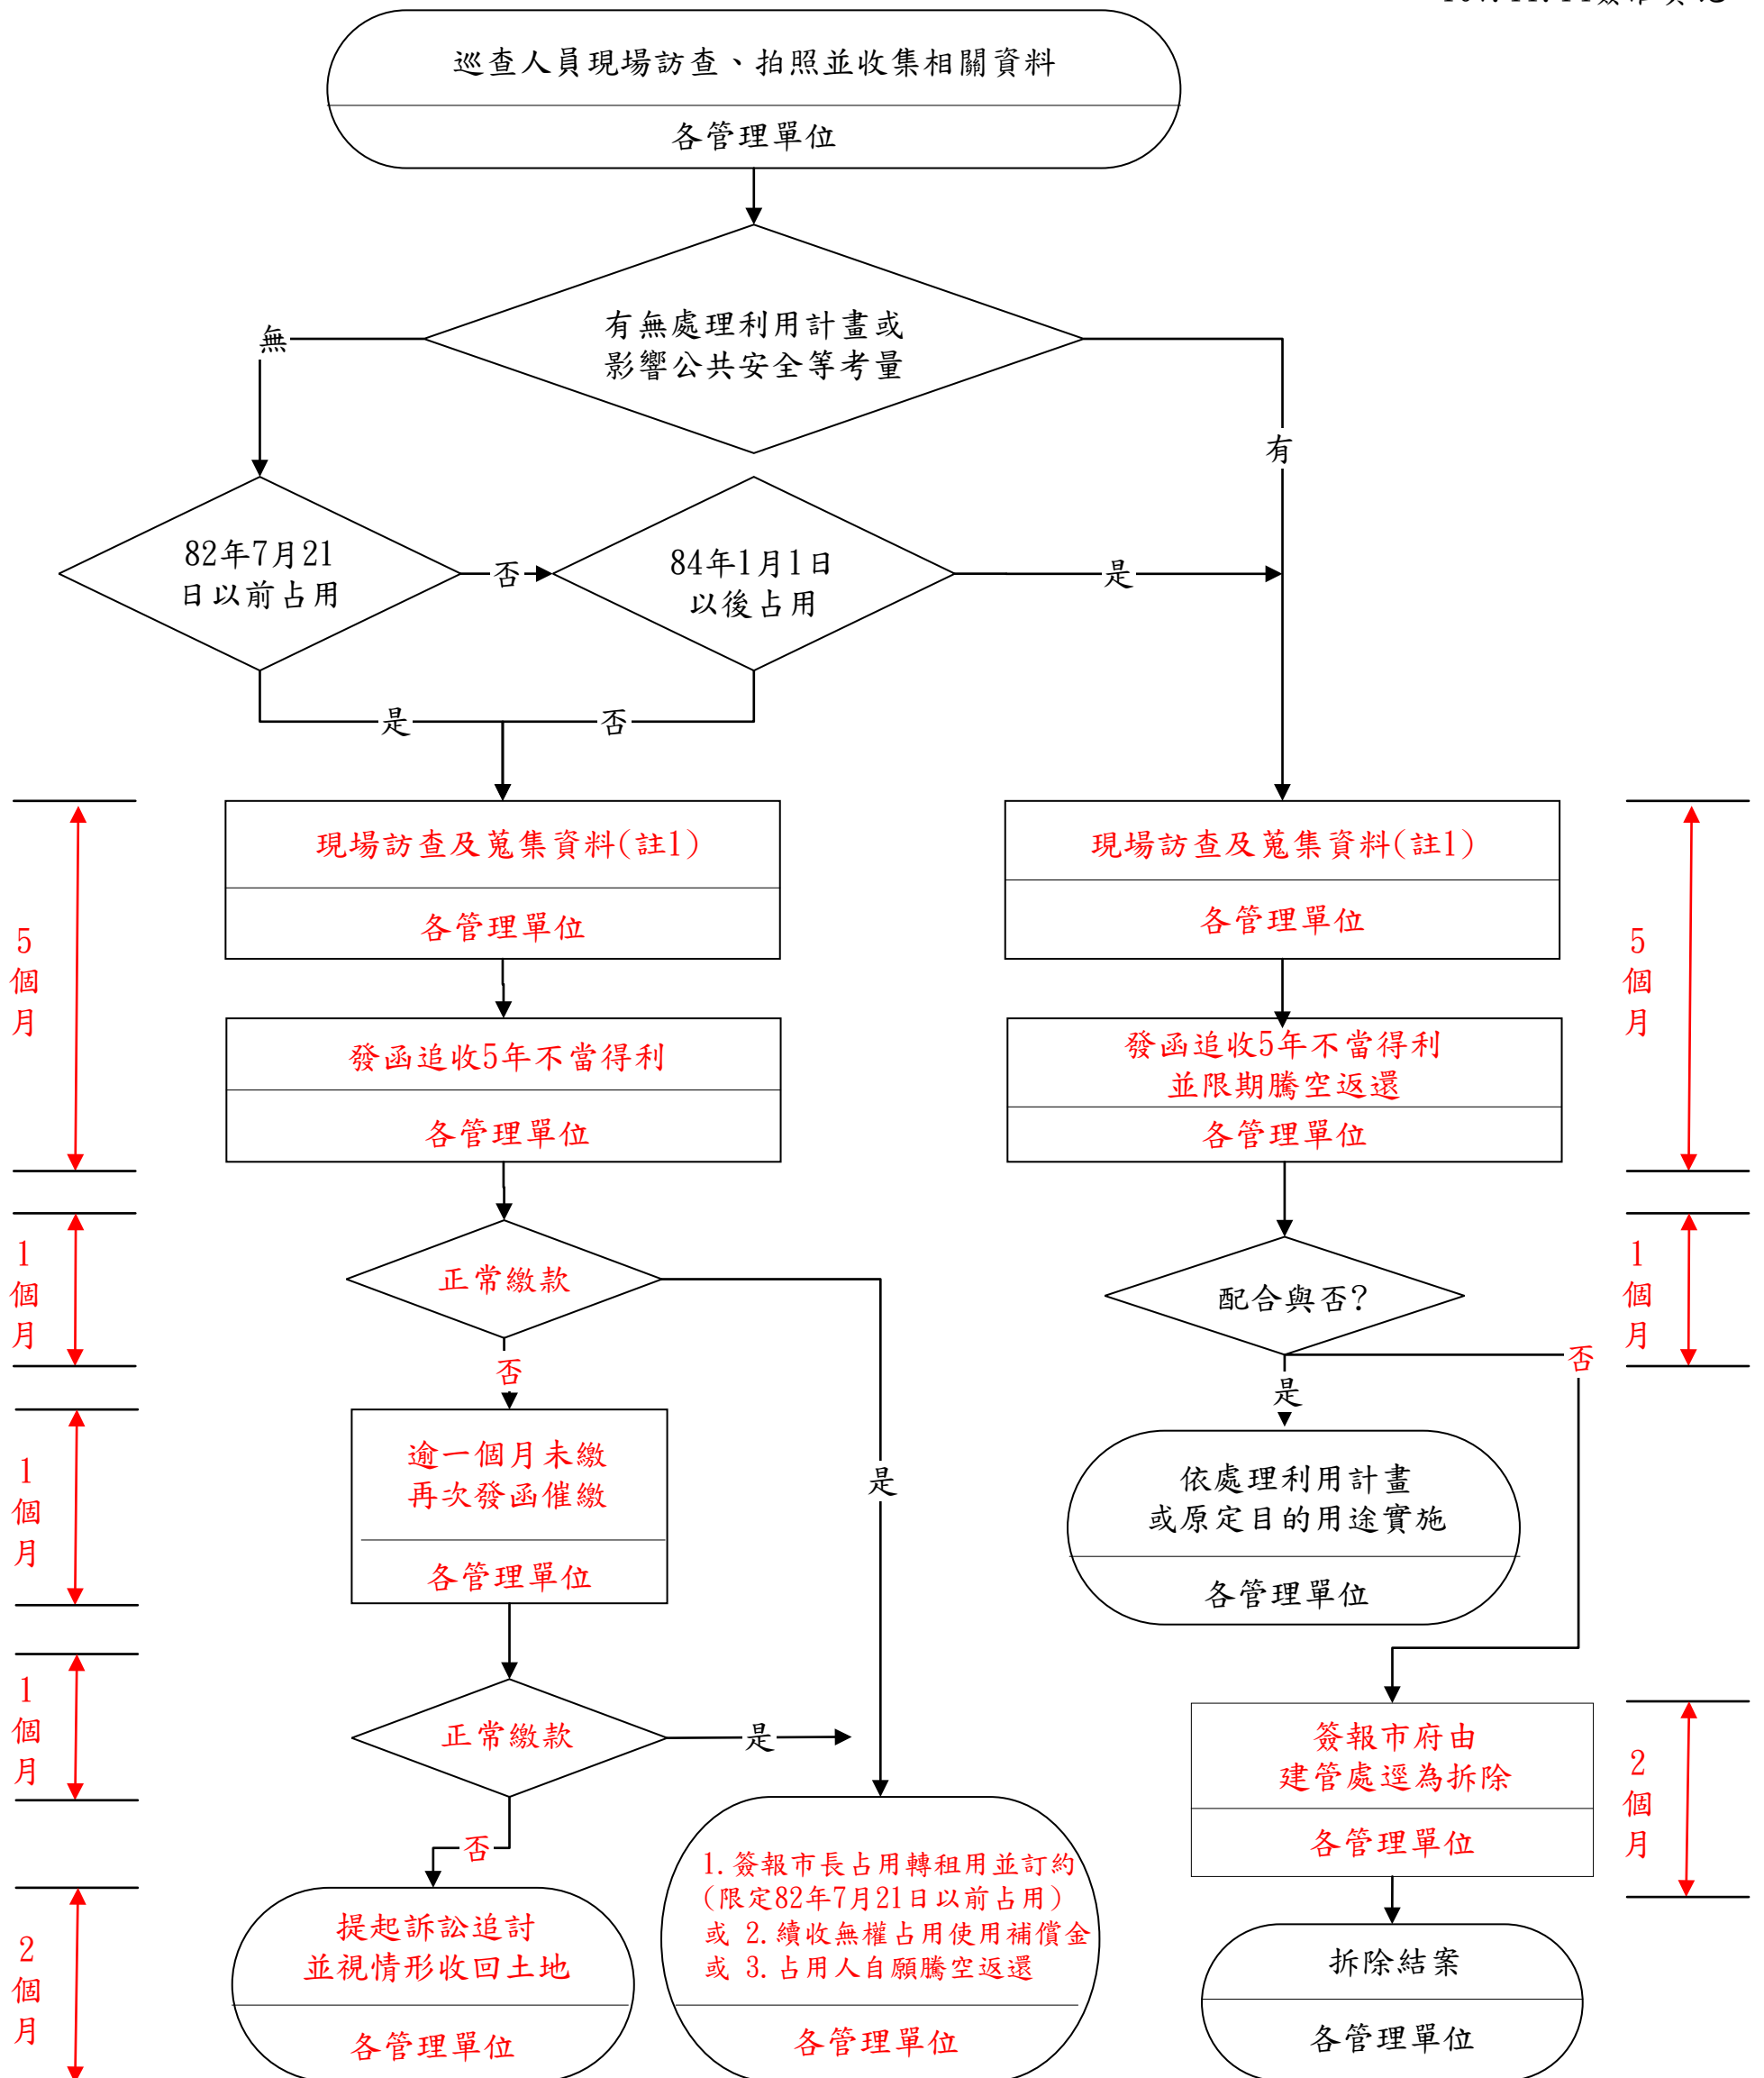 巡查人員現場訪查、拍照並收集相關資料
各管理單位
有無處理利用計畫或
影響公共安全等考量
無
有
82年7月21
日以前占用
否
84年1月1日
以後占用
是
是
否
現場訪查及蒐集資料(註1)
各管理單位
現場訪查及蒐集資料(註1)
各管理單位
5
個
月
5
個
月
發函追收5年不當得利
各管理單位
發函追收5年不當得利
並限期騰空返還
各管理單位
1
個
月
正常繳款
配合與否?
1
個
月
否
否
是
1
個
月
逾一個月未繳
再次發函催繳
各管理單位
是
依處理利用計畫
或原定目的用途實施
各管理單位
1
個
月
正常繳款
是
簽報市府由
建管處逕為拆除
各管理單位
2
個
月
否
2
個
月
提起訴訟追討
並視情形收回土地
各管理單位
1.簽報市長占用轉租用並訂約
(限定82年7月21日以前占用)
或 2.續收無權占用使用補償金
或 3.占用人自願騰空返還
各管理單位
拆除結案
各管理單位